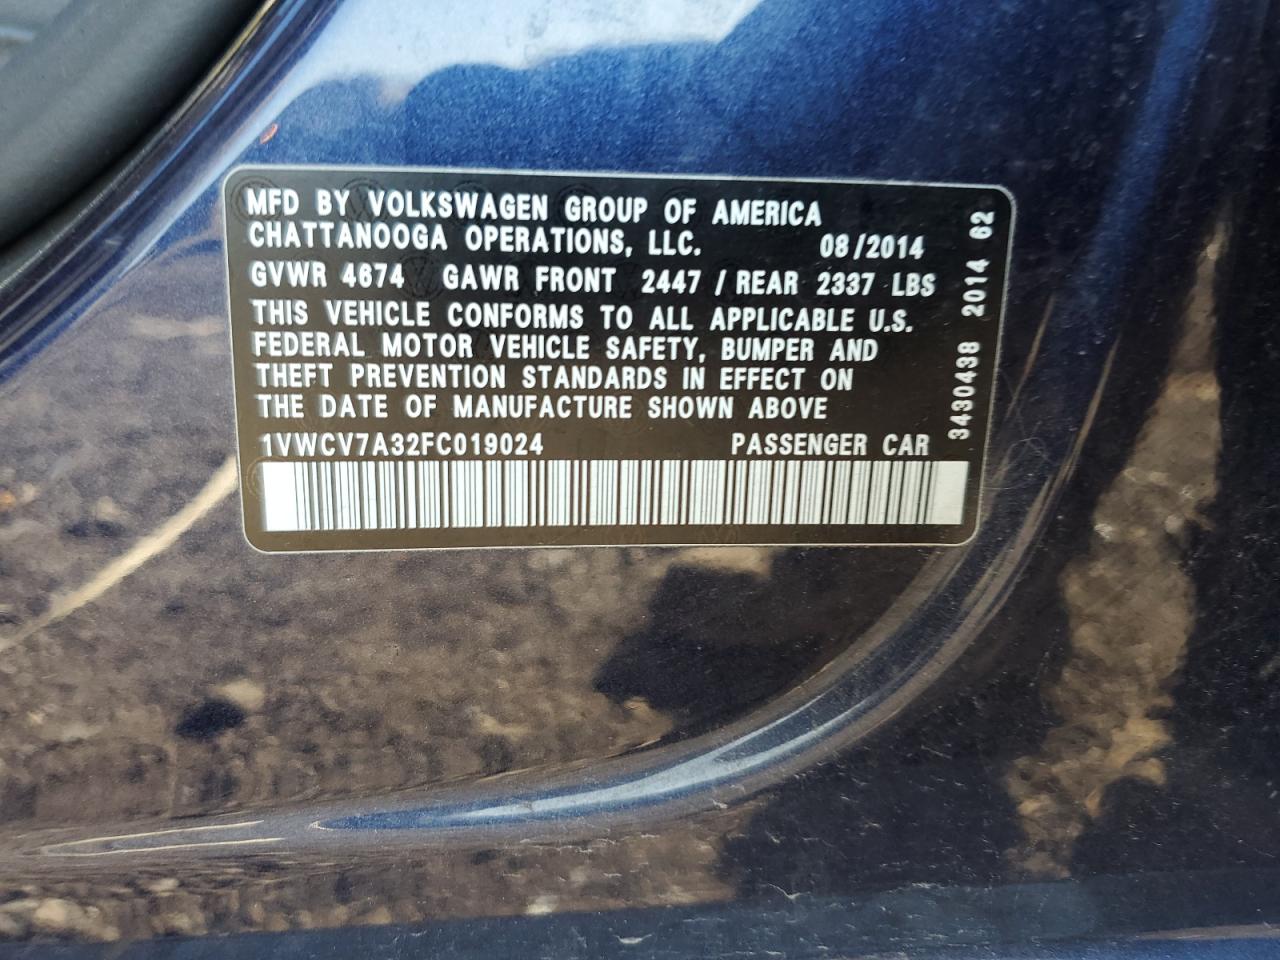 MFD BY VOLKSWAGEN GROUP OF AMERICA
CHATTANOOGA OPERATIONS, LLC. 08/2014
GVWR 4674 GAWR FRONT 2447 / REAR 2337 LBS
THIS VEHICLE CONFORMS TO ALL APPLICABLE U.S.
FEDERAL MOTOR VEHICLE SAFETY, BUMPER AND
THEFT PREVENTION STANDARDS IN EFFECT ON
THE DATE OF MANUFACTURE SHOWN ABOVE
1VWCV7A32FC019024 PASSENGER CAR
3430438 2014 62